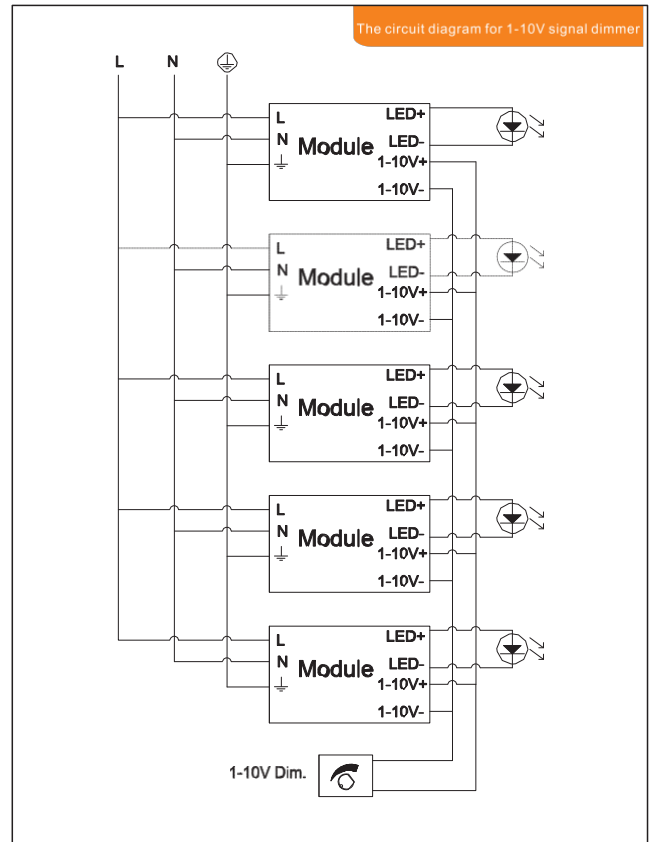 The circuit diagram for 1-10V signal dimmer
L N
L LED+
N Module LED-
1-10V+
1-10V-
L LED+
N Module LED-
1-10V+
1-10V-
L LED+
N Module LED-
1-10V+
1-10V-
L LED+
N Module LED-
1-10V+
1-10V-
L LED+
N Module LED-
1-10V+
1-10V-
1-10V Dim.